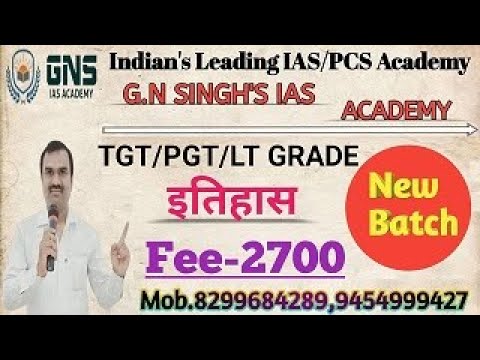 GNS
IAS ACADEMY
Indian's Leading IAS/PCS Academy
G.N SINGH'S IAS
ACADEMY
TGT/PGT/LT GRADE
इतिहास
New
Batch
Fee-2700
Mob.8299684289,9454999427